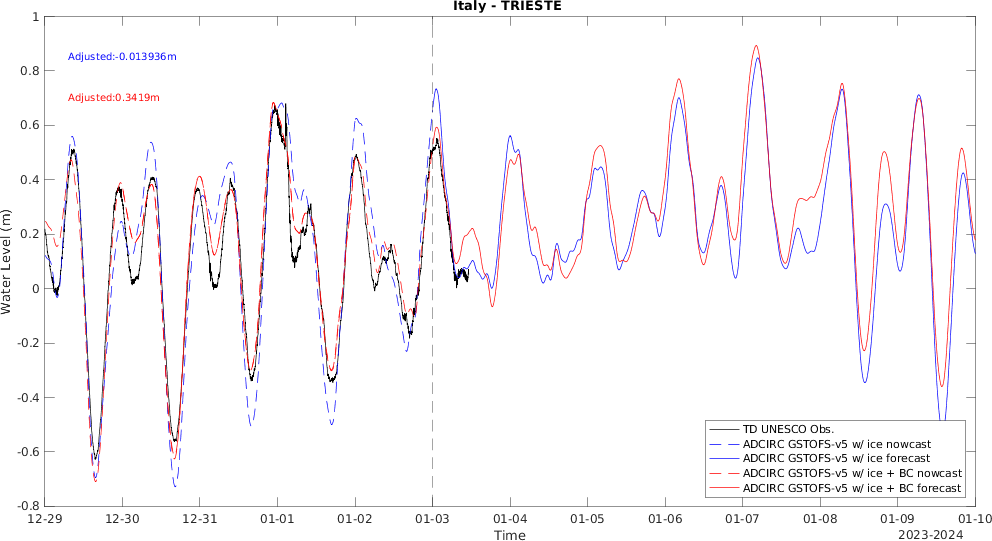 Italy - TRIESTE
Water Level (m)
1
0.8
0.6
0.4
0.2
0
-0.2
-0.4
-0.6
-0.8
Adjusted:-0.013936m
Adjusted:0.3419m
TD UNESCO Obs.
ADCIRC GSTOFS-v5 w/ ice nowcast
ADCIRC GSTOFS-v5 w/ ice forecast
ADCIRC GSTOFS-v5 w/ ice + BC nowcast
ADCIRC GSTOFS-v5 w/ ice + BC forecast
12-29 12-30 12-31 01-01 01-02 01-03 01-04 01-05 01-06 01-07 01-08 01-09 01-10
Time
2023-2024